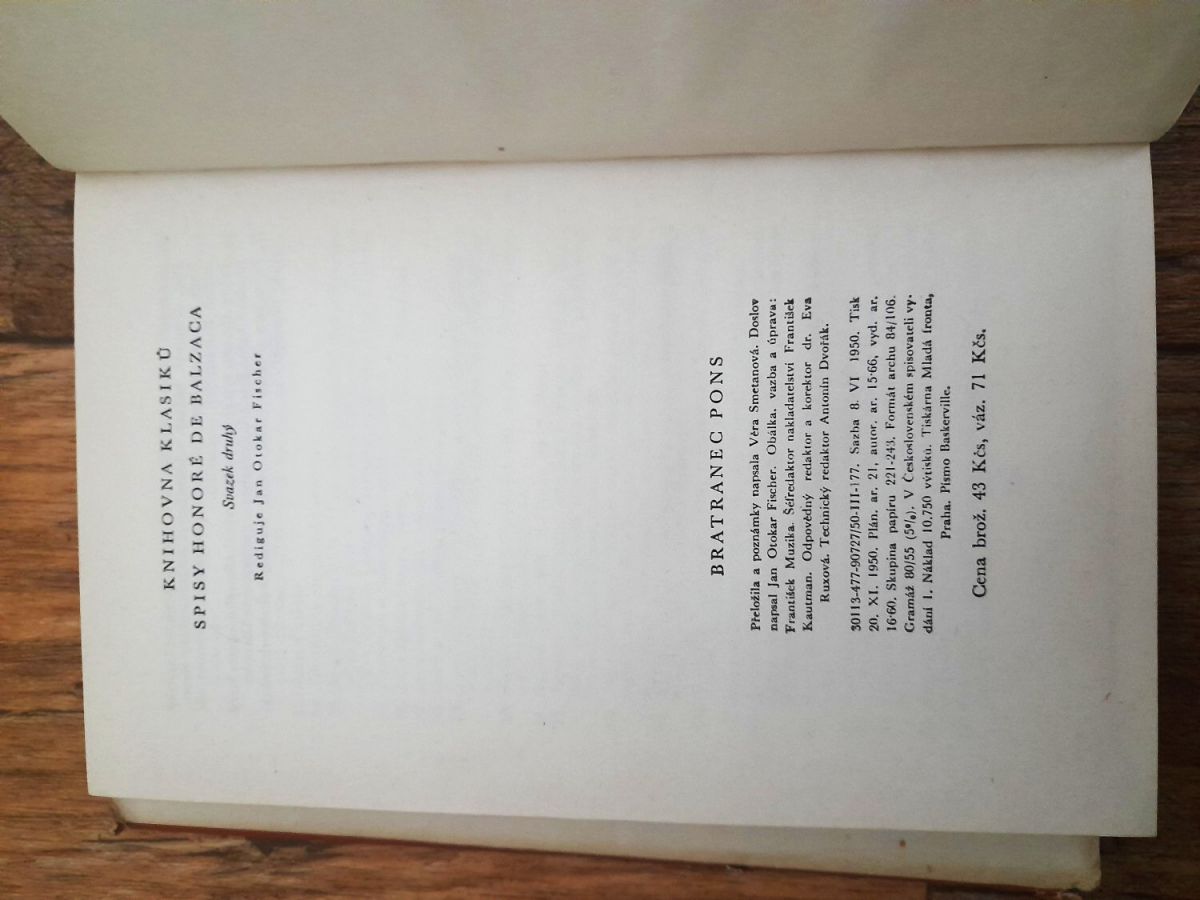 KNIHOVNA KLASIKŮ
SPISY HONORÉ DE BALZACA
Svazek druhý
Rediguje Jan Otokar Fischer
BRATRANEC PONS
Přeložila a poznámky napsala Věra Smetanová. Doslov
napsal Jan Otokar Fischer. Obálka, vazba a úprava:
František Muzika. Šéfredaktor nakladatelství František
Kautman. Odpovědný redaktor a korektor dr. Eva
Ruxová. Technický redaktor Antonín Dvořák.
30113-477-90727/50-III-177. Sazba 8. VI 1950. Tisk
20. XI. 1950. Plán. ar. 21, autor. ar. 15·66, vyd. ar.
16·60. Skupina papíru 221-243. Formát archu 84/106.
Gramáž 80/55 (5%). V Československém spisovateli vy-
dání 1. Náklad 10.750 výtisků. Tiskárna Mladá fronta,
Praha. Písmo Baskerville.
Cena brož. 43 Kčs, váz. 71 Kčs.